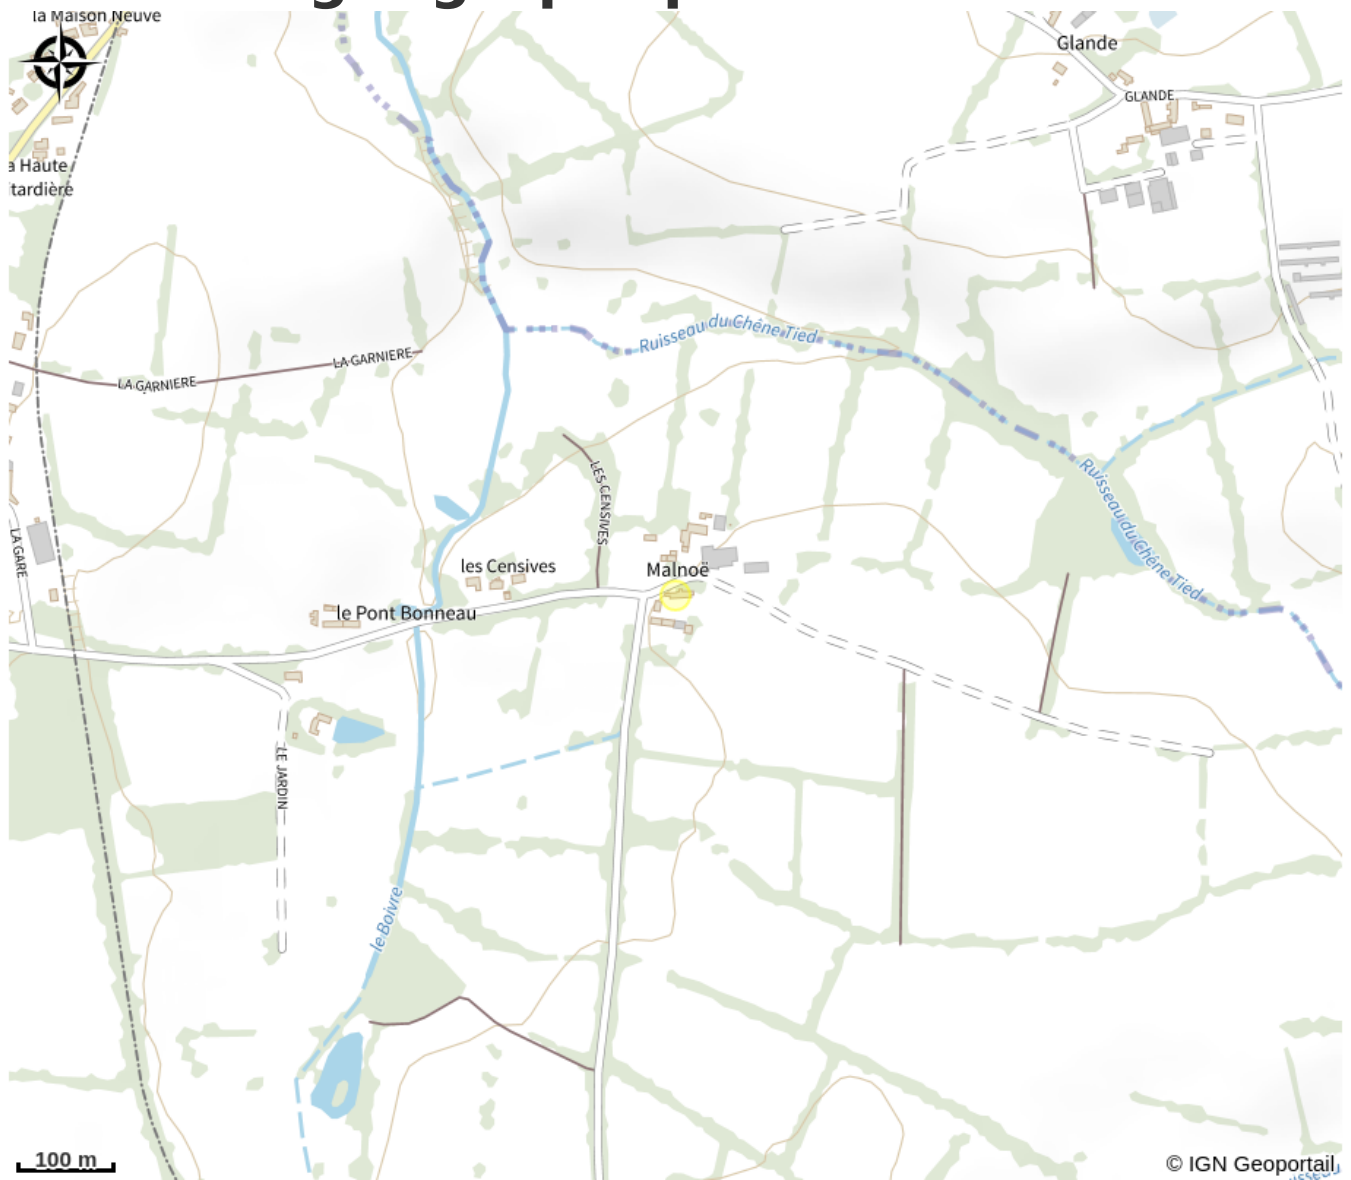 la Maison Neuve
Glande
GLANDE
a Haute
tardière
Ruisseau du Chêne Tied
LA GARNIERE
LA GARNIERE
LES CENSIVES
Ruisseau du Chêne Tied
LA GARE
les Censives
Malnoë
le Pont Bonneau
LE JARDIN
le Boivre
100 m
© IGN Geoportail